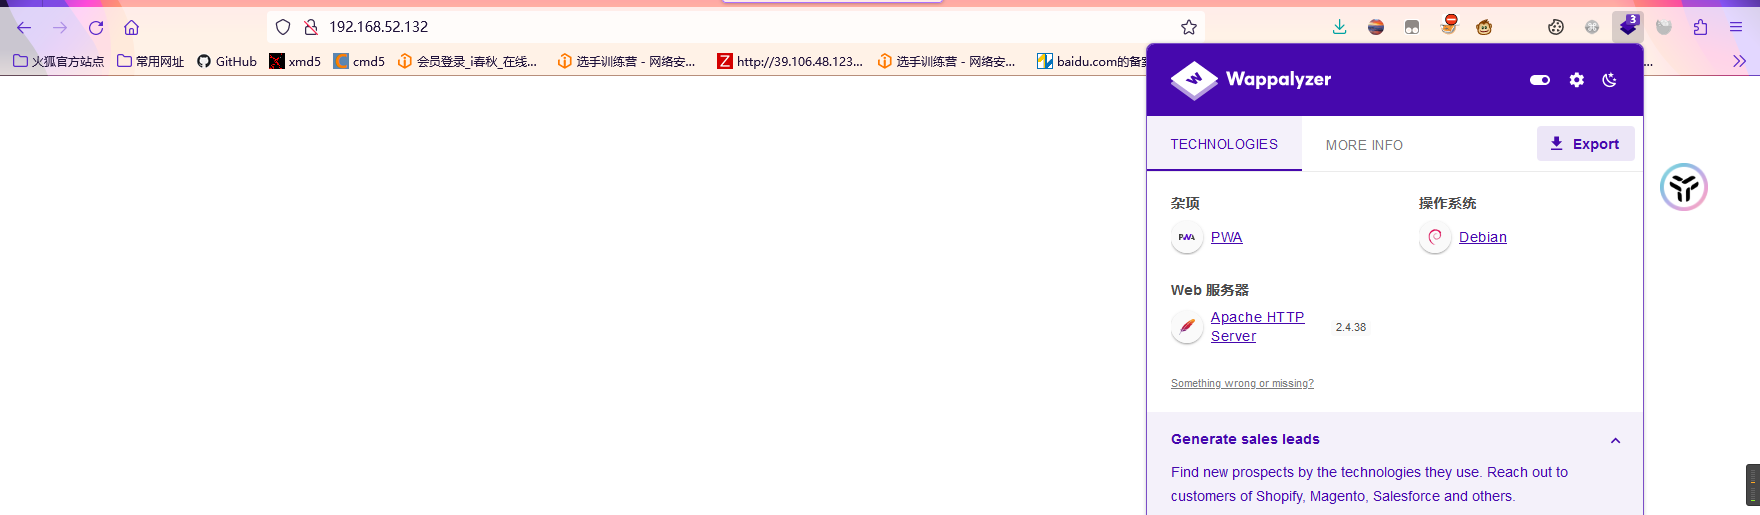 192.168.52.132
3
火狐官方站点
常用网址
GitHub
xmd5
cmd5
会员登录_i春秋_在线...
选手训练营 - 网络安...
http://39.106.48.123...
选手训练营 - 网络安...
baidu.com的备
...
Wappalyzer
TECHNOLOGIES
MORE INFO
Export
杂项
操作系统
PWA
Debian
Web 服务器
Apache HTTP
Server
2.4.38
Something wrong or missing?
Generate sales leads
Find new prospects by the technologies they use. Reach out to
customers of Shopify, Magento, Salesforce and others.